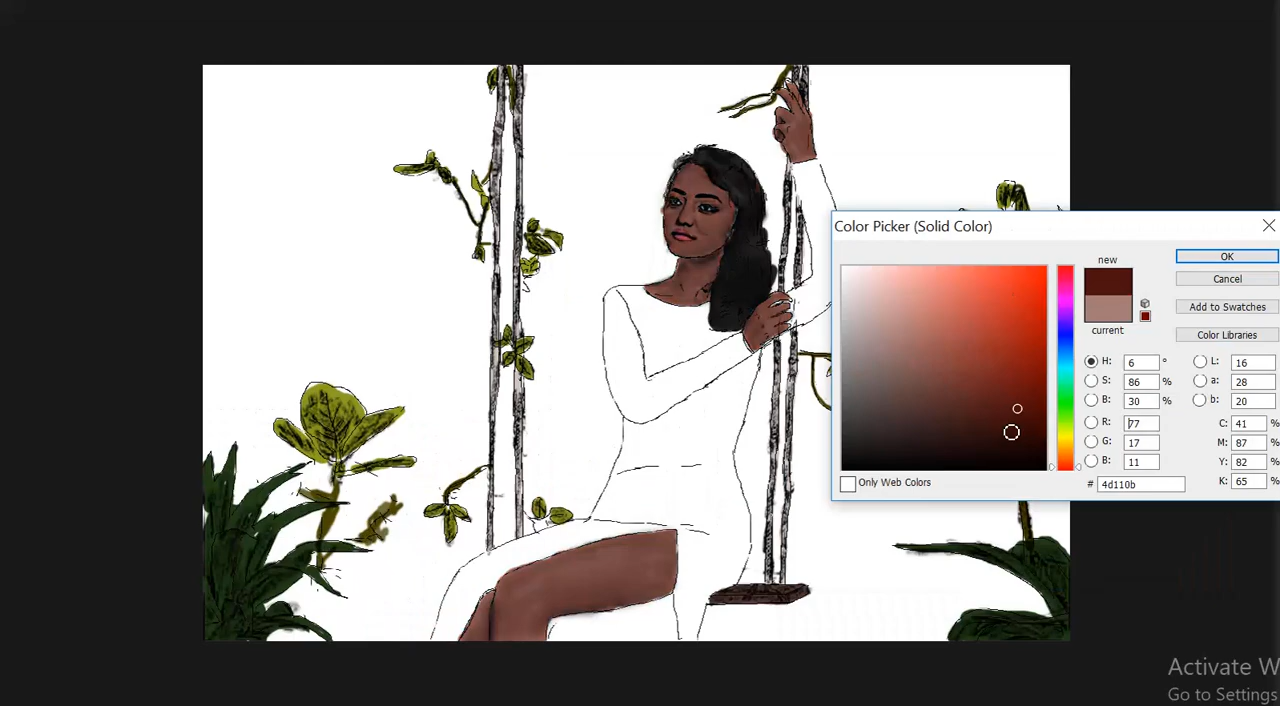 Color Picker (Solid Color)
new
current
OK
Cancel
Add to Swatches
Color Libraries
H: 6 °
S: 86 %
B: 30 %
R: 77
G: 17
B: 11
# 4d110b
L: 16
a: 28
b: 20
C: 41 %
M: 87 %
Y: 82 %
K: 65 %
Only Web Colors
Activate W
Go to Settings